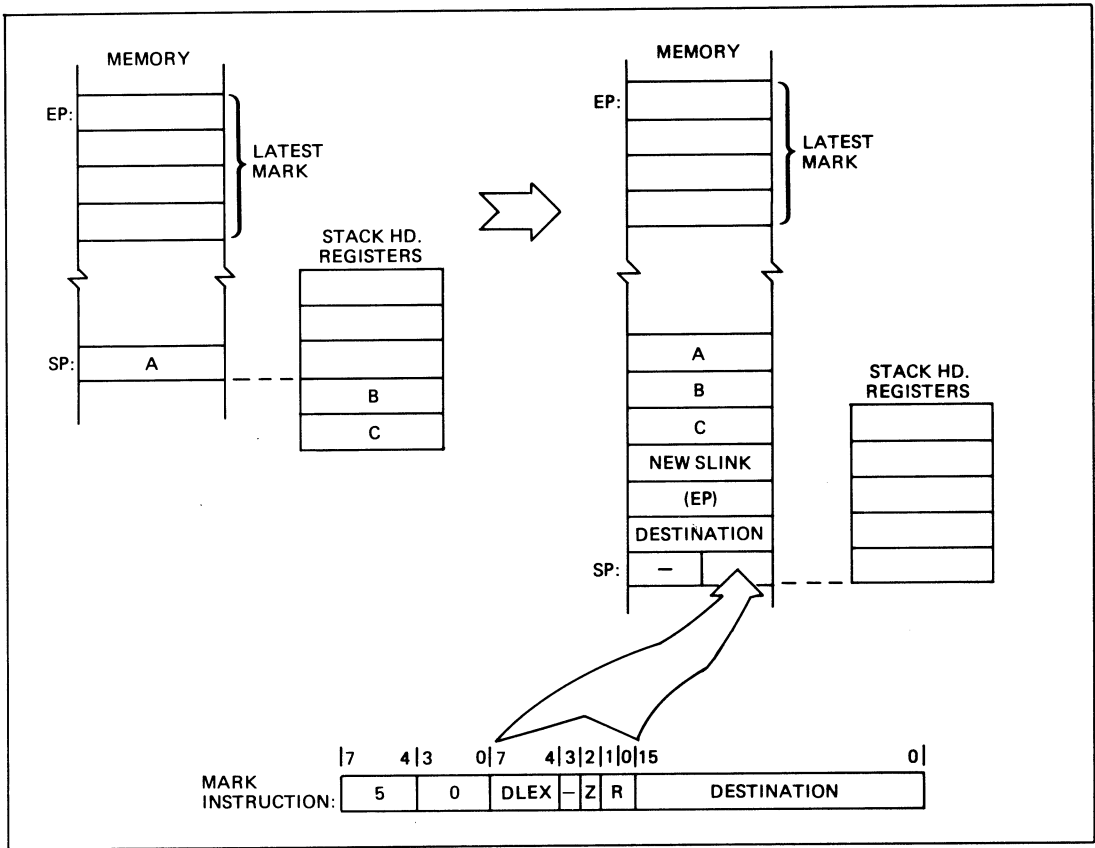 MEMORY
EP:
LATEST
MARK
STACK HD.
REGISTERS
SP:
A
B
C
MEMORY
EP:
LATEST
MARK
A
B
C
NEW SLINK
(EP)
DESTINATION
SP:
–
STACK HD.
REGISTERS
|7 4|3 0|7 4|3|2|1|0|15 0|
MARK
INSTRUCTION:
5 0 DLEX – Z R DESTINATION